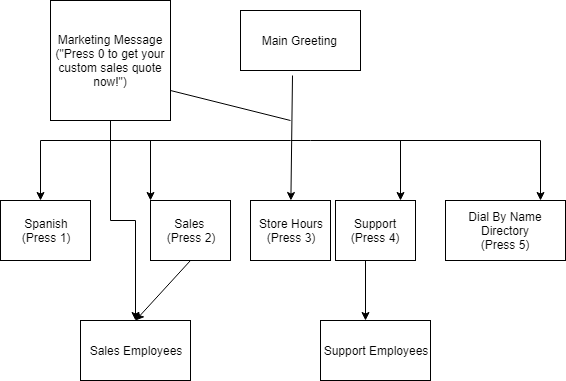 Marketing Message
("Press 0 to get your
custom sales quote
now!")
Main Greeting
Spanish
(Press 1)
Sales
(Press 2)
Store Hours
(Press 3)
Support
(Press 4)
Dial By Name
Directory
(Press 5)
Sales Employees
Support Employees